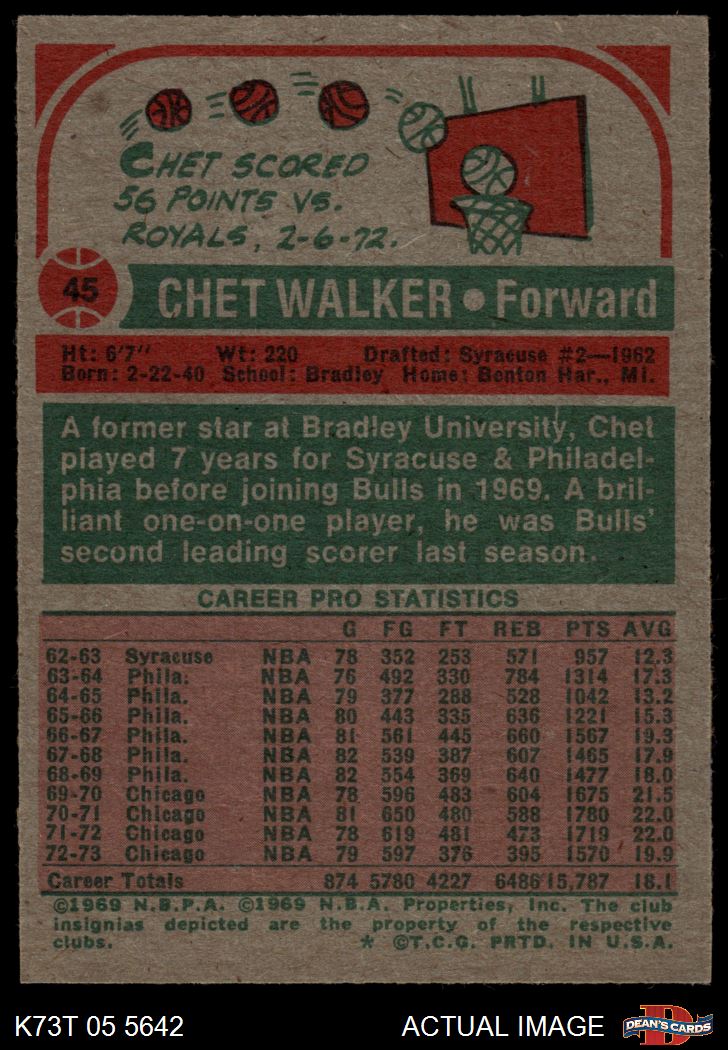 CHET SCORED
56 POINTS VS.
ROYALS, 2-6-72.
45
CHET WALKER • Forward
Ht: 6'7" Wt: 220 Drafted: Syracuse #2—1962
Born: 2-22-40 School: Bradley Home: Benton Har., MI.
A former star at Bradley University, Chet
played 7 years for Syracuse & Philadel-
phia before joining Bulls in 1969. A bril-
liant one-on-one player, he was Bulls'
second leading scorer last season.
CAREER PRO STATISTICS
G FG FT REB PTS AVG
62-63 Syracuse NBA 78 352 253 571 957 12.3
63-64 Phila. NBA 76 492 330 784 1314 17.3
64-65 Phila. NBA 79 377 288 528 1042 13.2
65-66 Phila. NBA 80 443 335 636 1221 15.3
66-67 Phila. NBA 81 561 445 660 1567 19.3
67-68 Phila. NBA 82 539 387 607 1465 17.9
68-69 Phila. NBA 82 554 369 640 1477 18.0
69-70 Chicago NBA 78 596 483 604 1675 21.5
70-71 Chicago NBA 81 650 480 588 1780 22.0
71-72 Chicago NBA 78 619 481 473 1719 22.0
72-73 Chicago NBA 79 597 376 395 1570 19.9
Career Totals 874 5780 4227 6486 15,787 18.1
©1969 N.B.P.A. ©1969 N.B.A. Properties, Inc. The club
insignias depicted are the property of the respective
clubs. * ©T.C.G. PRTD. IN U.S.A.
K73T 05 5642 ACTUAL IMAGE DEAN'S CARDS